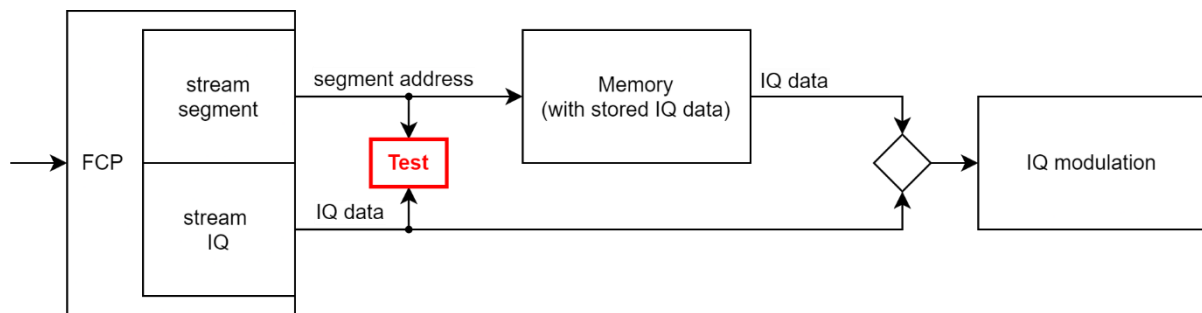 FCP
stream
segment
stream
IQ
segment address
IQ data
Test
Memory
(with stored IQ data)
IQ data
IQ modulation